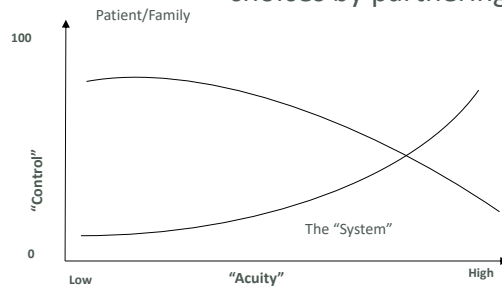 choices by partnering
Patient/Family
100
"Control"
The "System"
0
Low
"Acuity"
High